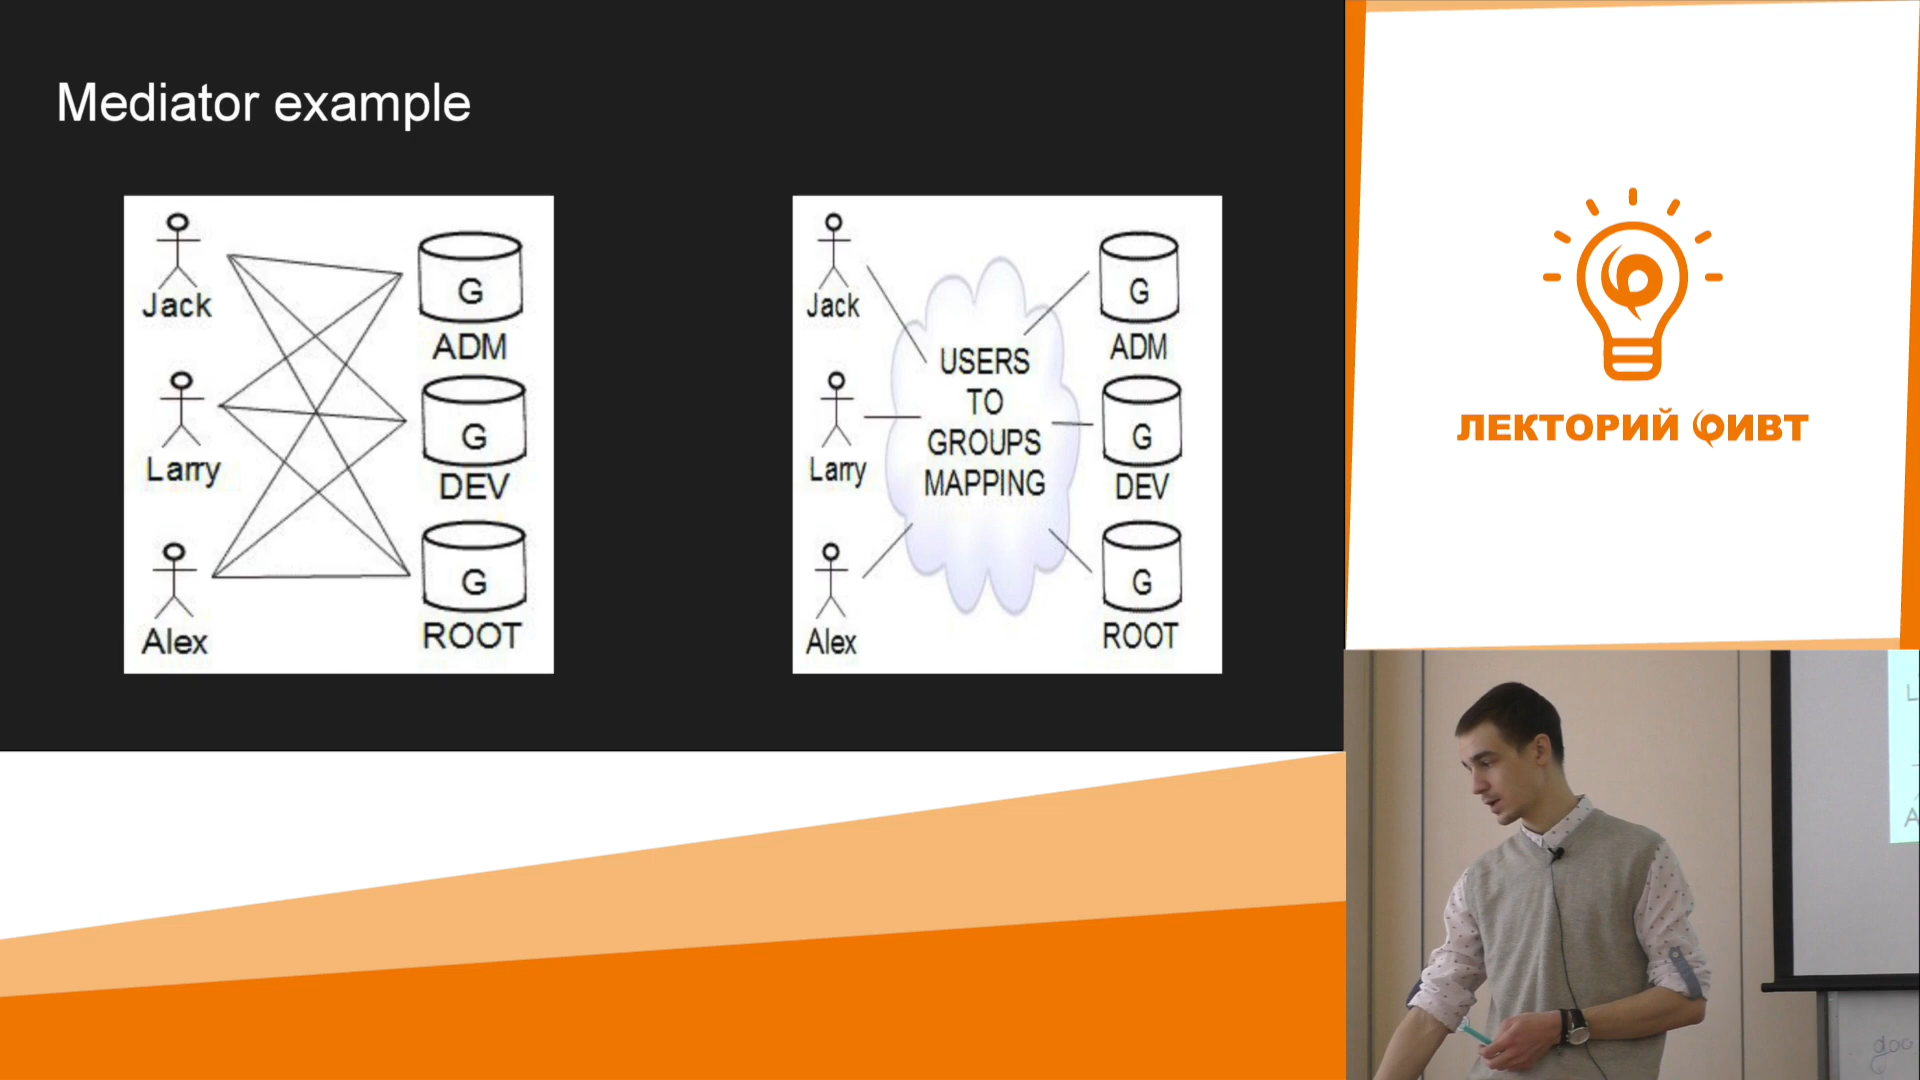 Mediator example
Jack
Larry
Alex
G
ADM
G
DEV
G
ROOT
Jack
Larry
Alex
USERS
TO
GROUPS
MAPPING
G
ADM
G
DEV
G
ROOT
ЛЕКТОРИЙ ФИВТ
L
A